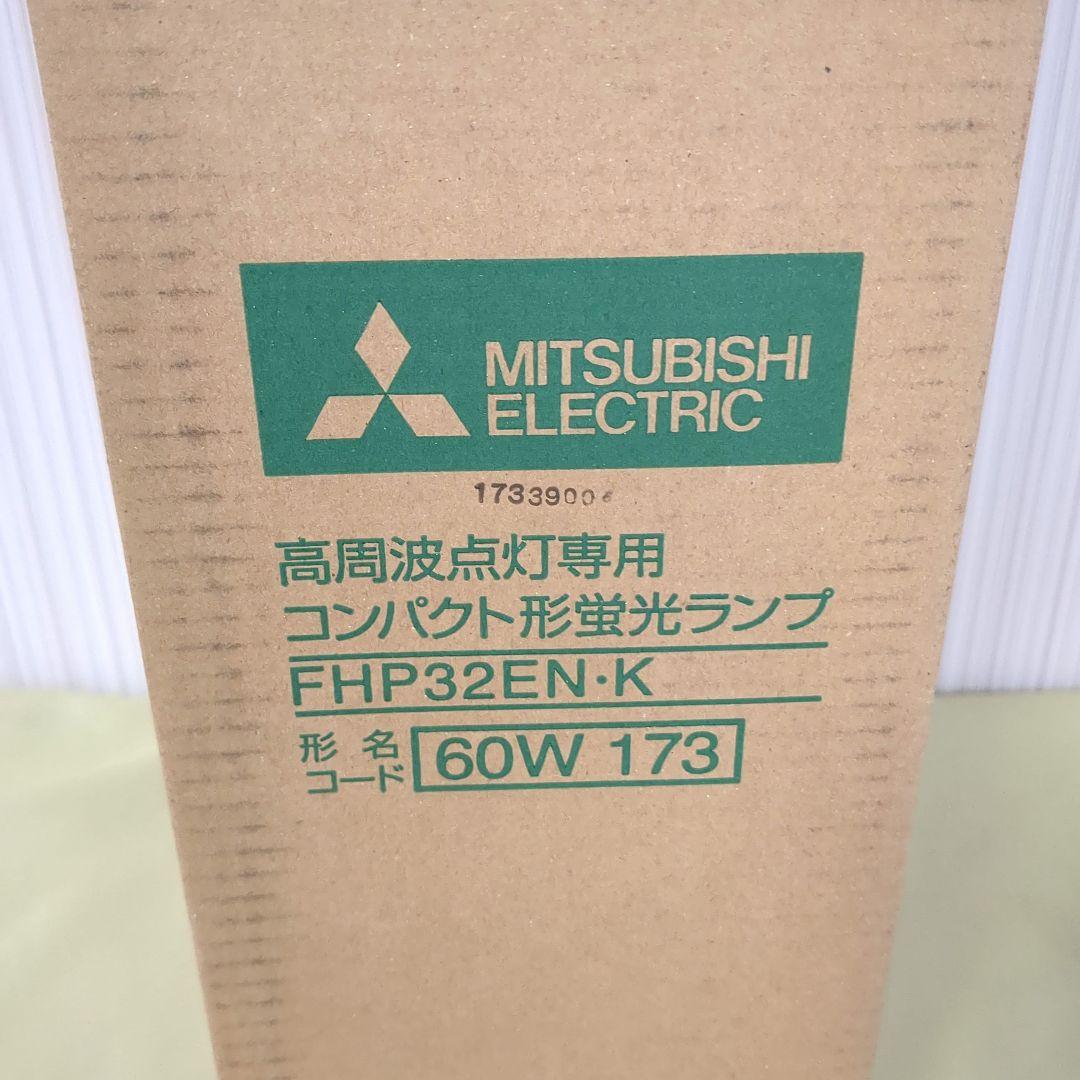 MITSUBISHI
ELECTRIC
高周波点灯専用
コンパクト形蛍光ランプ
FHP32EN・K
形名
コード 60W 173